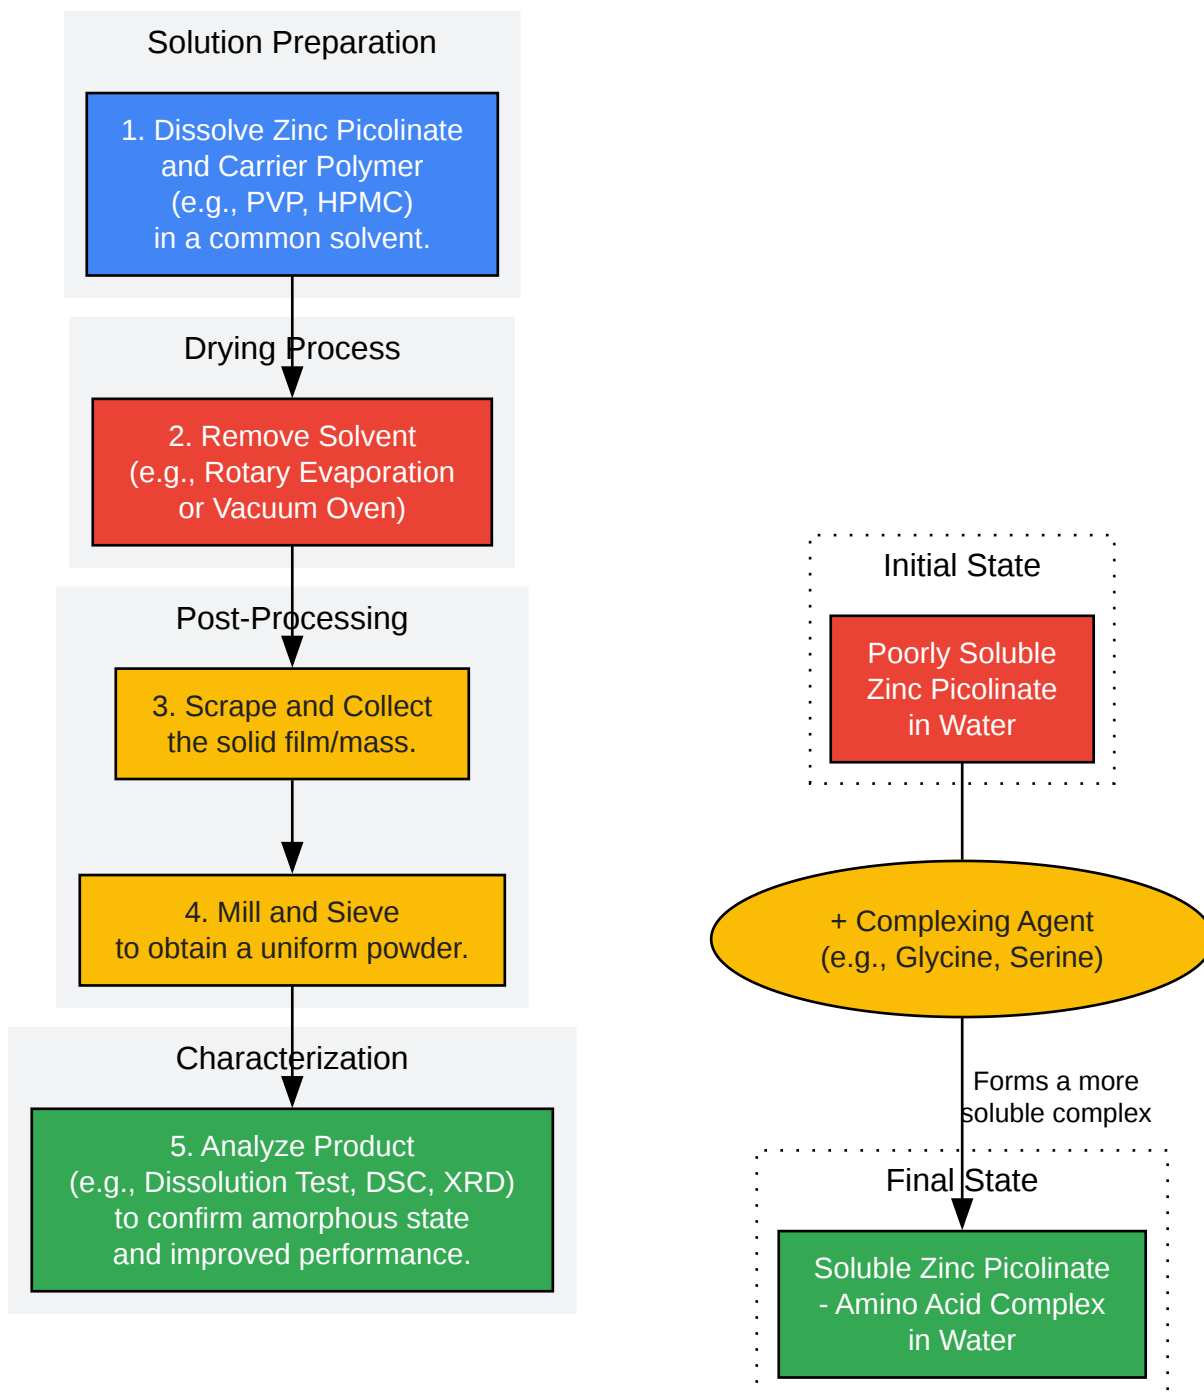 Solution Preparation
1. Dissolve Zinc Picolinate
and Carrier Polymer
(e.g., PVP, HPMC)
in a common solvent.
Drying Process
2. Remove Solvent
(e.g., Rotary Evaporation
or Vacuum Oven)
Post-Processing
3. Scrape and Collect
the solid film/mass.
4. Mill and Sieve
to obtain a uniform powder.
Characterization
5. Analyze Product
(e.g., Dissolution Test, DSC, XRD)
to confirm amorphous state
and improved performance.
Initial State
Poorly Soluble
Zinc Picolinate
in Water
+ Complexing Agent
(e.g., Glycine, Serine)
Forms a more
soluble complex
Final State
Soluble Zinc Picolinate
- Amino Acid Complex
in Water